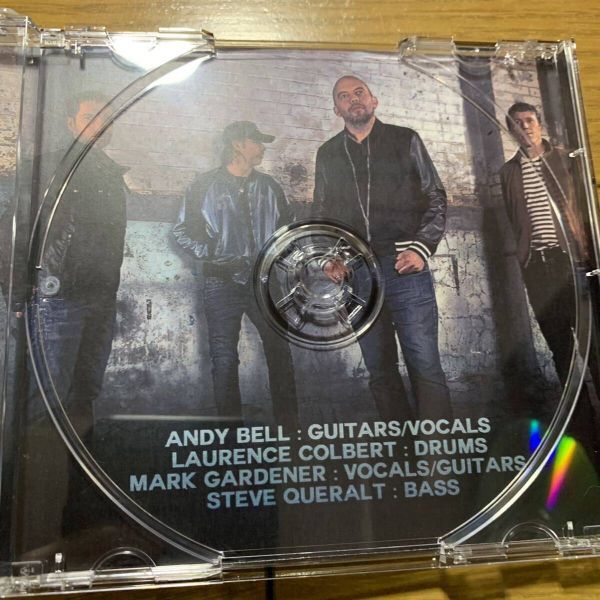 ANDY BELL : GUITARS/VOCALS
LAURENCE COLBERT : DRUMS
MARK GARDENER : VOCALS/GUITARS
STEVE QUERALT : BASS